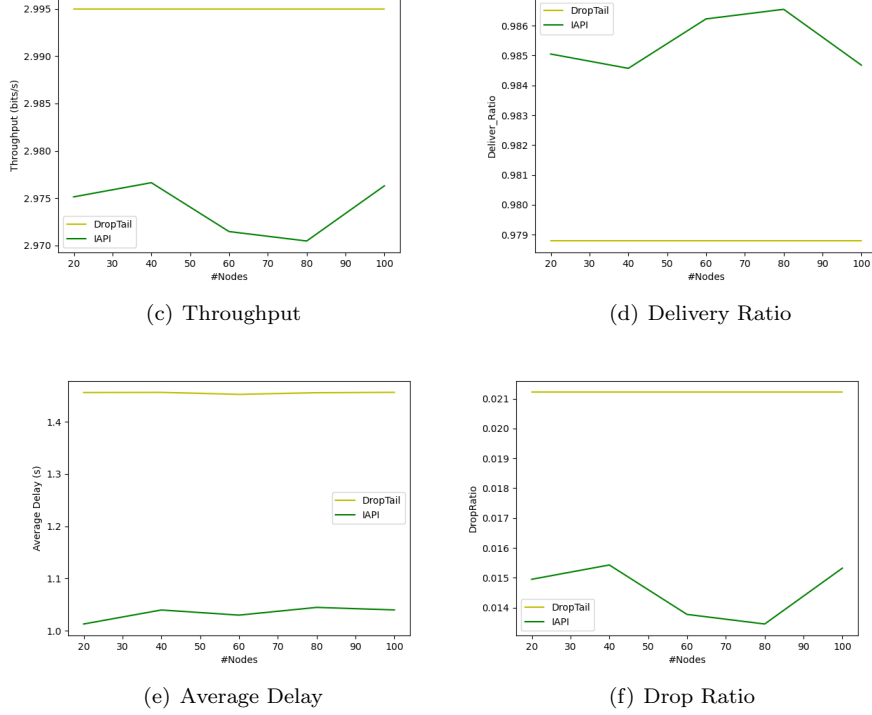 2.995
2.990
2.985
2.980
2.975
2.970
Throughput (bits/s)
DropTail
IAPI
20 30 40 50 60 70 80 90 100
#Nodes
(c) Throughput
DropTail
IAPI
0.986
0.985
0.984
0.983
0.982
0.981
0.980
0.979
Deliver_Ratio
20 30 40 50 60 70 80 90 100
#Nodes
(d) Delivery Ratio
1.4
1.3
1.2
1.1
1.0
Average Delay (s)
DropTail
IAPI
20 30 40 50 60 70 80 90 100
#Nodes
(e) Average Delay
0.021
0.020
0.019
0.018
0.017
0.016
0.015
0.014
DropRatio
DropTail
IAPI
20 30 40 50 60 70 80 90 100
#Nodes
(f) Drop Ratio